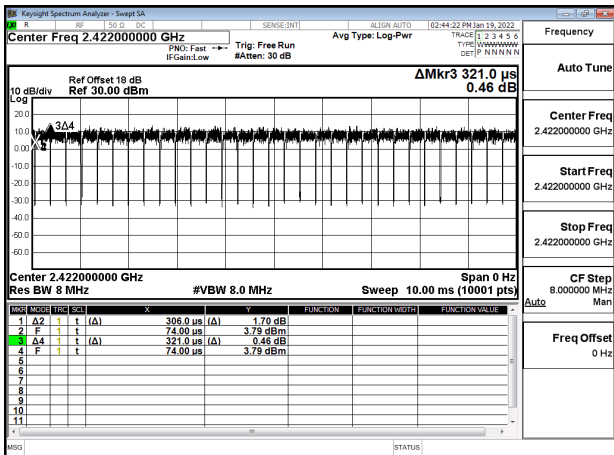 Keysight Spectrum Analyzer - Swept SA
R RF 50 Ω DC SENSE:INT ALIGN AUTO 02:44:22 PM Jan 19, 2022
Center Freq 2.422000000 GHz
PNO: Fast
IFGain:Low
Trig: Free Run
#Atten: 30 dB
Avg Type: Log-Pwr
TRACE 1 2 3 4 5 6
TYPE WWWWWW
DET P N N N N N
Frequency
Auto Tune
Center Freq
2.422000000 GHz
Start Freq
2.422000000 GHz
Stop Freq
2.422000000 GHz
CF Step
8.000000 MHz
Auto Man
Freq Offset
0 Hz
ΔMkr3 321.0 µs
0.46 dB
Ref Offset 18 dB
10 dB/div Ref 30.00 dBm
Log
20.0
10.0
0.00
-10.0
-20.0
-30.0
-40.0
-50.0
-60.0
3Δ4
Center 2.422000000 GHz Span 0 Hz
Res BW 8 MHz #VBW 8.0 MHz Sweep 10.00 ms (10001 pts)
MKR MODE TRC SCL X Y FUNCTION FUNCTION WIDTH FUNCTION VALUE
1 Δ2 1 t (Δ) 306.0 µs (Δ) 1.70 dB
2 F 1 t 74.00 µs 3.79 dBm
3 Δ4 1 t (Δ) 321.0 µs (Δ) 0.46 dB
4 F 1 t 74.00 µs 3.79 dBm
5
6
7
8
9
10
11
MSG STATUS